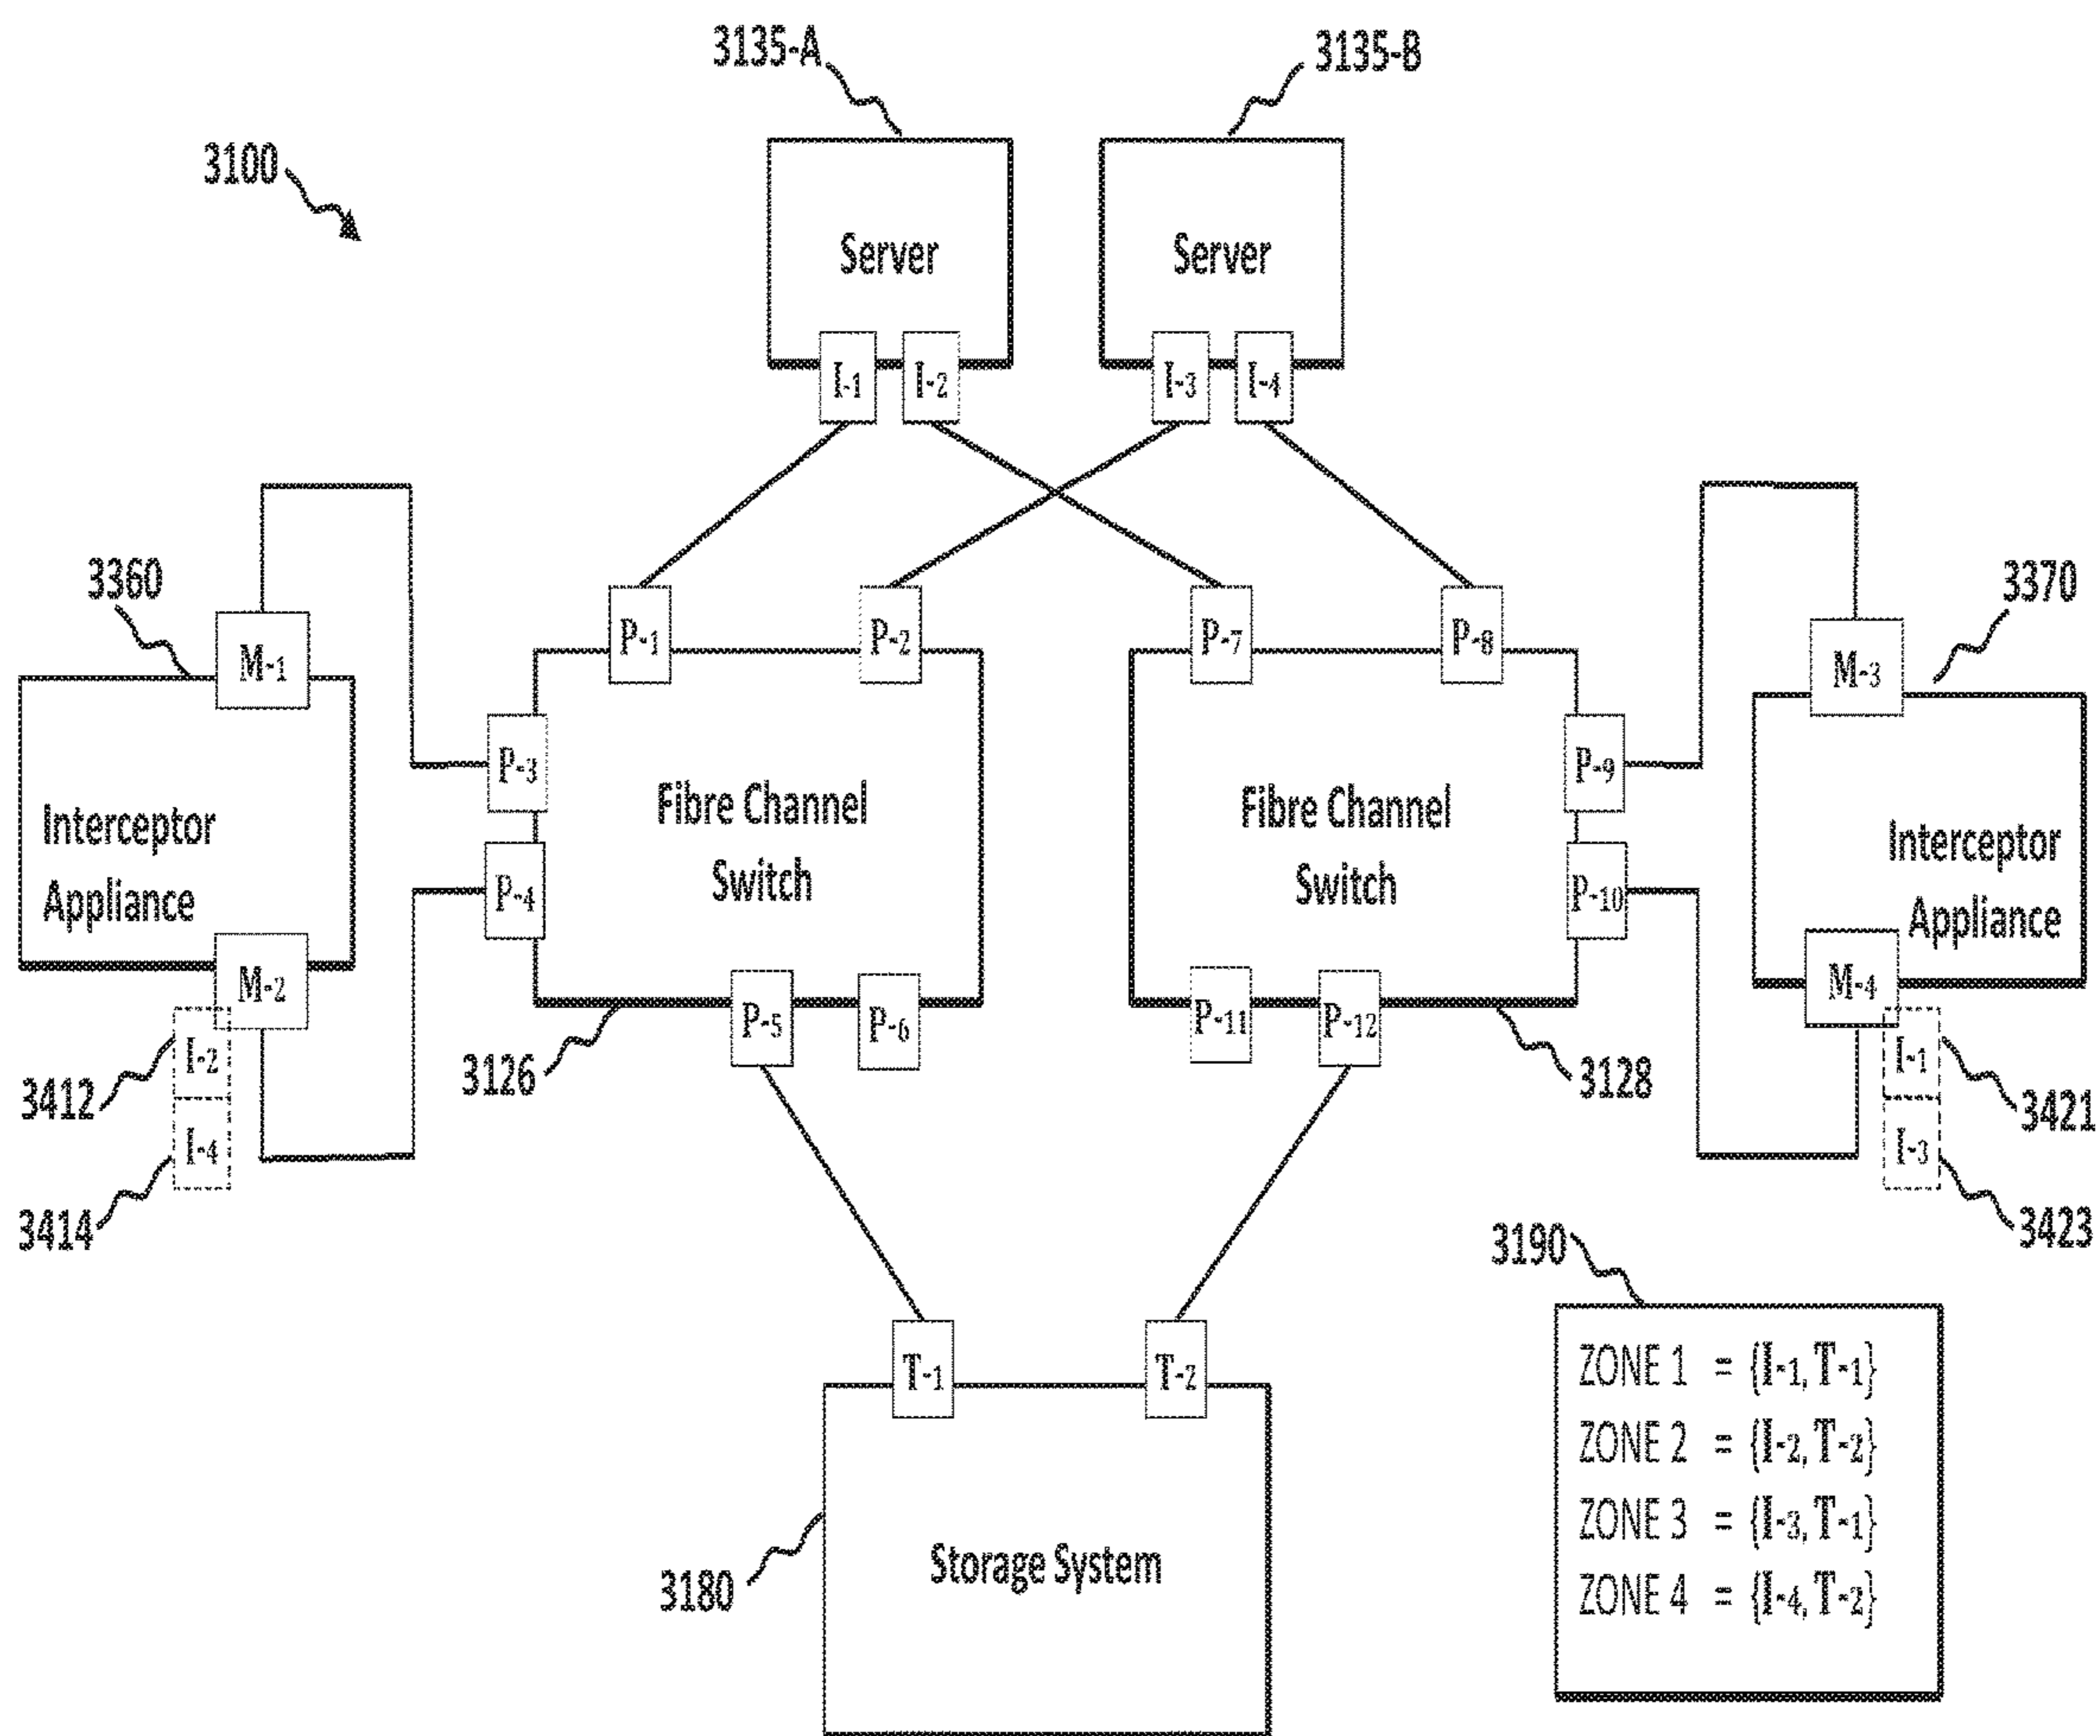 3135-A
3135-B
3100
Server
Server
I-1
I-2
I-3
I-4
3360
3370
M-1
P-1
P-2
P-7
P-8
M-3
P-3
P-9
Fibre Channel
Switch
Fibre Channel
Switch
Interceptor
Appliance
Interceptor
Appliance
P-4
P-10
M-2
M-4
P-5
P-6
P-11
P-12
3126
3128
I-2
I-4
3412
3414
I-1
I-3
3421
3423
3190
T-1
T-2
ZONE 1 = {I-1, T-1}
ZONE 2 = {I-2, T-2}
ZONE 3 = {I-3, T-1}
ZONE 4 = {I-4, T-2}
Storage System
3180